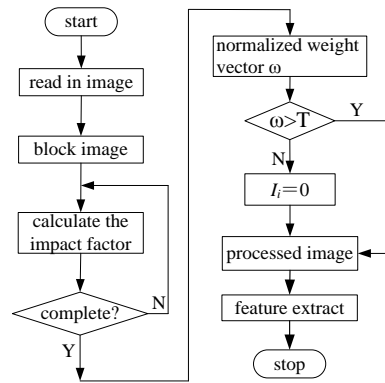 start
read in image
block image
calculate the
impact factor
complete?
N
Y
normalized weight
vector ω
ω>T
Y
N
Iᵢ=0
processed image
feature extract
stop